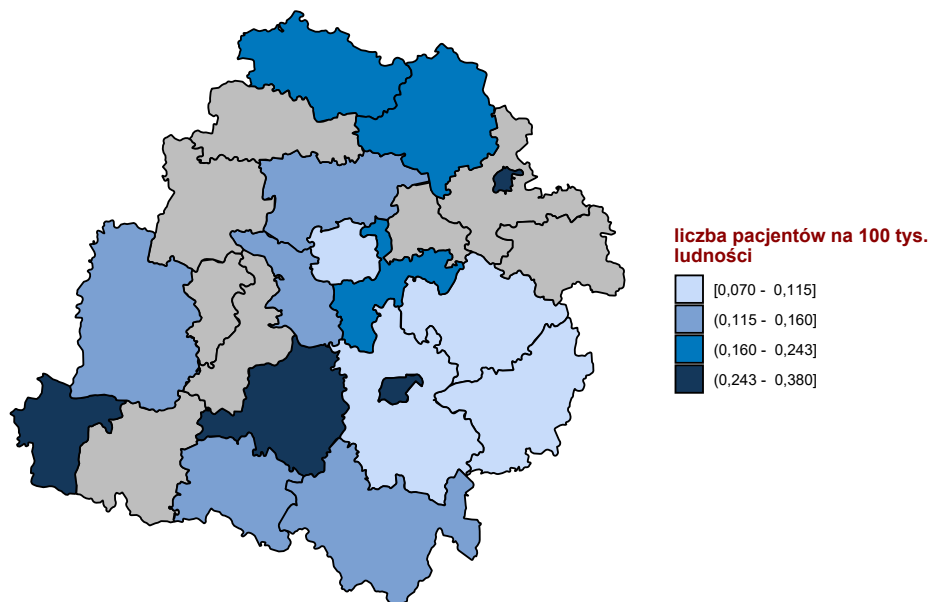 liczba pacjentów na 100 tys.
ludności
[0,070 - 0,115]
(0,115 - 0,160]
(0,160 - 0,243]
(0,243 - 0,380]